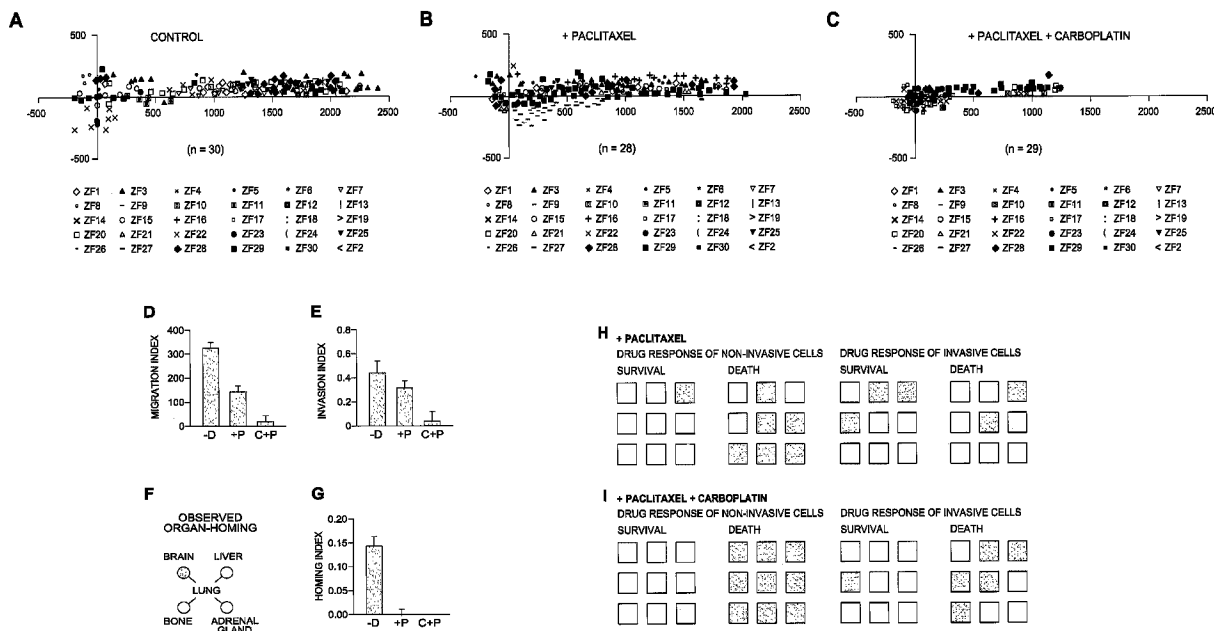 A
CONTROL
500
-500 500 1000 1500 2000 2500
-500
(n = 30)
◇ ZF1 ▲ ZF3 × ZF4 • ZF5 * ZF6 ▽ ZF7
ZF8 - ZF9 ZF10 ZF11 ZF12 | ZF13
× ZF14 ○ ZF15 + ZF16 ZF17 : ZF18 > ZF19
□ ZF20 △ ZF21 × ZF22 ● ZF23 ( ZF24 ▼ ZF25
- ZF26 - ZF27 ◆ ZF28 ■ ZF29 ▪ ZF30 < ZF2
B
+ PACLITAXEL
500
-500 500 1000 1500 2000 2500
-500
(n = 28)
◇ ZF1 ▲ ZF3 × ZF4 • ZF5 * ZF6 ▽ ZF7
ZF8 - ZF9 ZF10 ZF11 ZF12 | ZF13
× ZF14 ○ ZF15 + ZF16 ZF17 : ZF18 > ZF19
□ ZF20 △ ZF21 × ZF22 ● ZF23 ( ZF24 ▼ ZF25
- ZF26 - ZF27 ◆ ZF28 ■ ZF29 ▪ ZF30 < ZF2
C
+ PACLITAXEL + CARBOPLATIN
500
-500 500 1000 1500 2000 2500
-500
(n = 29)
◇ ZF1 ▲ ZF3 × ZF4 • ZF5 * ZF6 ▽ ZF7
ZF8 - ZF9 ZF10 ZF11 ZF12 | ZF13
× ZF14 ○ ZF15 + ZF16 ZF17 : ZF18 > ZF19
□ ZF20 △ ZF21 × ZF22 ● ZF23 ( ZF24 ▼ ZF25
- ZF26 - ZF27 ◆ ZF28 ■ ZF29 ▪ ZF30 < ZF2
D
MIGRATION INDEX
400
300
200
100
0
-D +P C+P
E
INVASION INDEX
0.8
0.6
0.4
0.2
0.0
-D +P C+P
F
OBSERVED
ORGAN-HOMING
BRAIN LIVER
LUNG
BONE ADRENAL
GLAND
G
HOMING INDEX
0.20
0.15
0.10
0.05
0.00
-D +P C+P
H
+ PACLITAXEL
DRUG RESPONSE OF NON-INVASIVE CELLS DRUG RESPONSE OF INVASIVE CELLS
SURVIVAL DEATH SURVIVAL DEATH
I
+ PACLITAXEL + CARBOPLATIN
DRUG RESPONSE OF NON-INVASIVE CELLS DRUG RESPONSE OF INVASIVE CELLS
SURVIVAL DEATH SURVIVAL DEATH